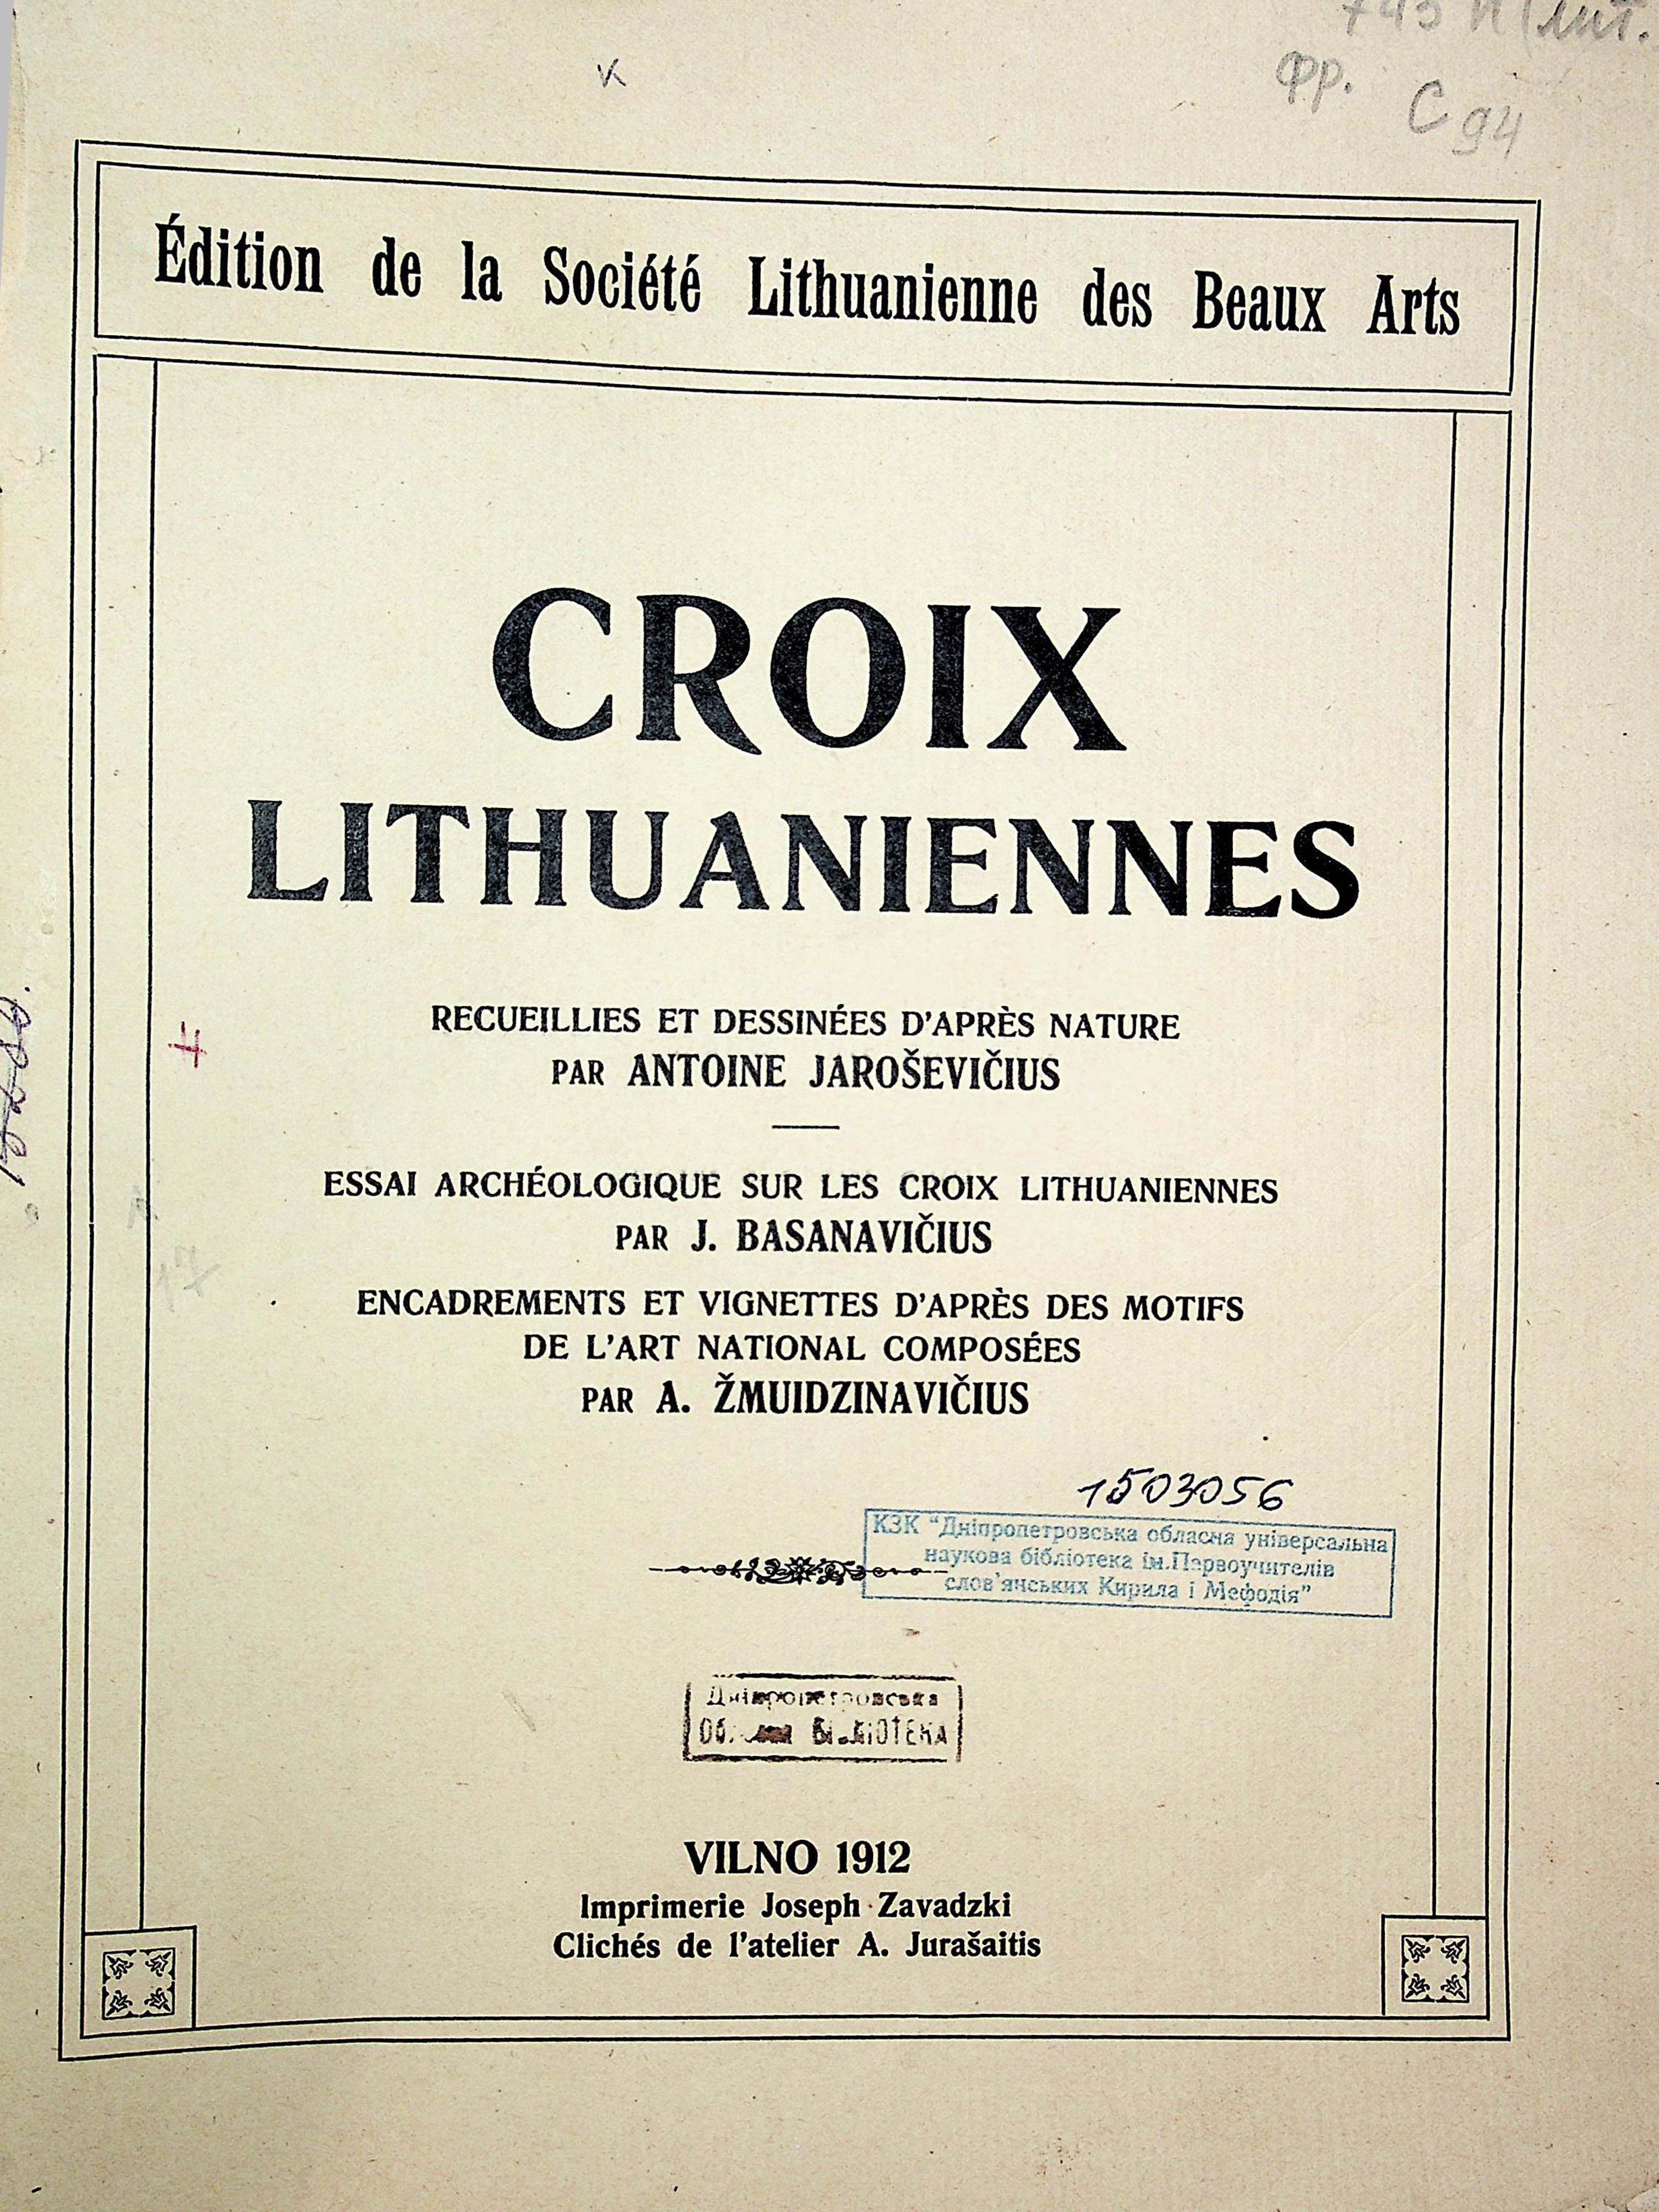 фр. C 94
Édition de la Société Lithuanienne des Beaux Arts
CROIX
LITHUANIENNES
RECUEILLIES ET DESSINÉES D'APRÈS NATURE
PAR ANTOINE JAROŠEVIČIUS
ESSAI ARCHÉOLOGIQUE SUR LES CROIX LITHUANIENNES
PAR J. BASANAVIČIUS
ENCADREMENTS ET VIGNETTES D'APRÈS DES MOTIFS
DE L'ART NATIONAL COMPOSÉES
PAR A. ŽMUIDZINAVIČIUS
1503056
КЗК "Дніпропетровська обласна універсальна
наукова бібліотека ім.Первоучителів
слов'янських Кирила і Мефодія"
Дніпропетровська
БІБЛІОТЕКА
VILNO 1912
Imprimerie Joseph Zavadzki
Clichés de l'atelier A. Jurašaitis